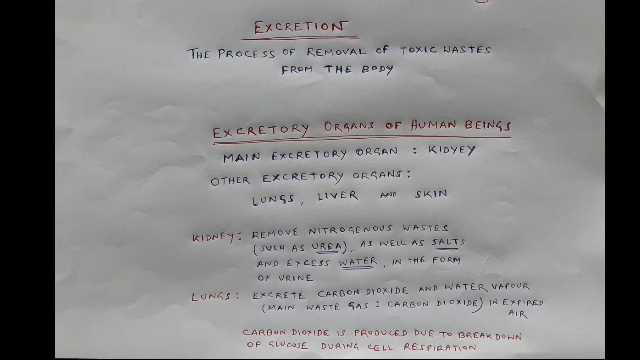 EXCRETION
THE PROCESS OF REMOVAL OF TOXIC WASTES
FROM THE BODY
EXCRETORY ORGANS OF HUMAN BEINGS
MAIN EXCRETORY ORGAN : KIDYEY
OTHER EXCRETORY ORGANS:
LUNGS, LIVER AND SKIN
KIDNEY: REMOVE NITROGENOUS WASTES
(SUCH AS UREA), AS WELL AS SALTS
AND EXCESS WATER, IN THE FORM
OF URINE
LUNGS: EXCRETE CARBON DIOXIDE AND WATER VAPOUR
(MAIN WASTE GAS : CARBON DIOXIDE) IN EXPIRED
AIR
CARBON DIOXIDE IS PRODUCED DUE TO BREAKDOWN
OF GLUCOSE DURING CELL RESPIRATION